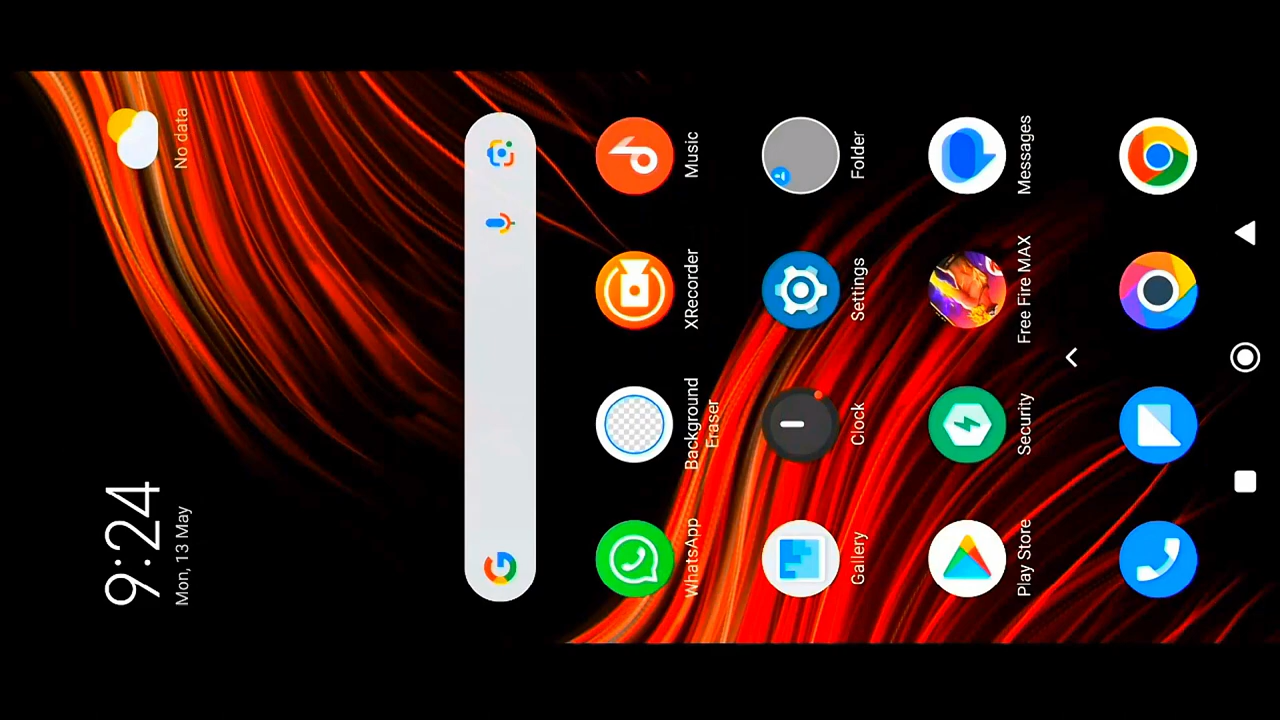 9:24
Mon, 13 May
No data
WhatsApp
Background
Eraser
XRecorder
Music
Gallery
Clock
Settings
Folder
Play Store
Security
Free Fire MAX
Messages